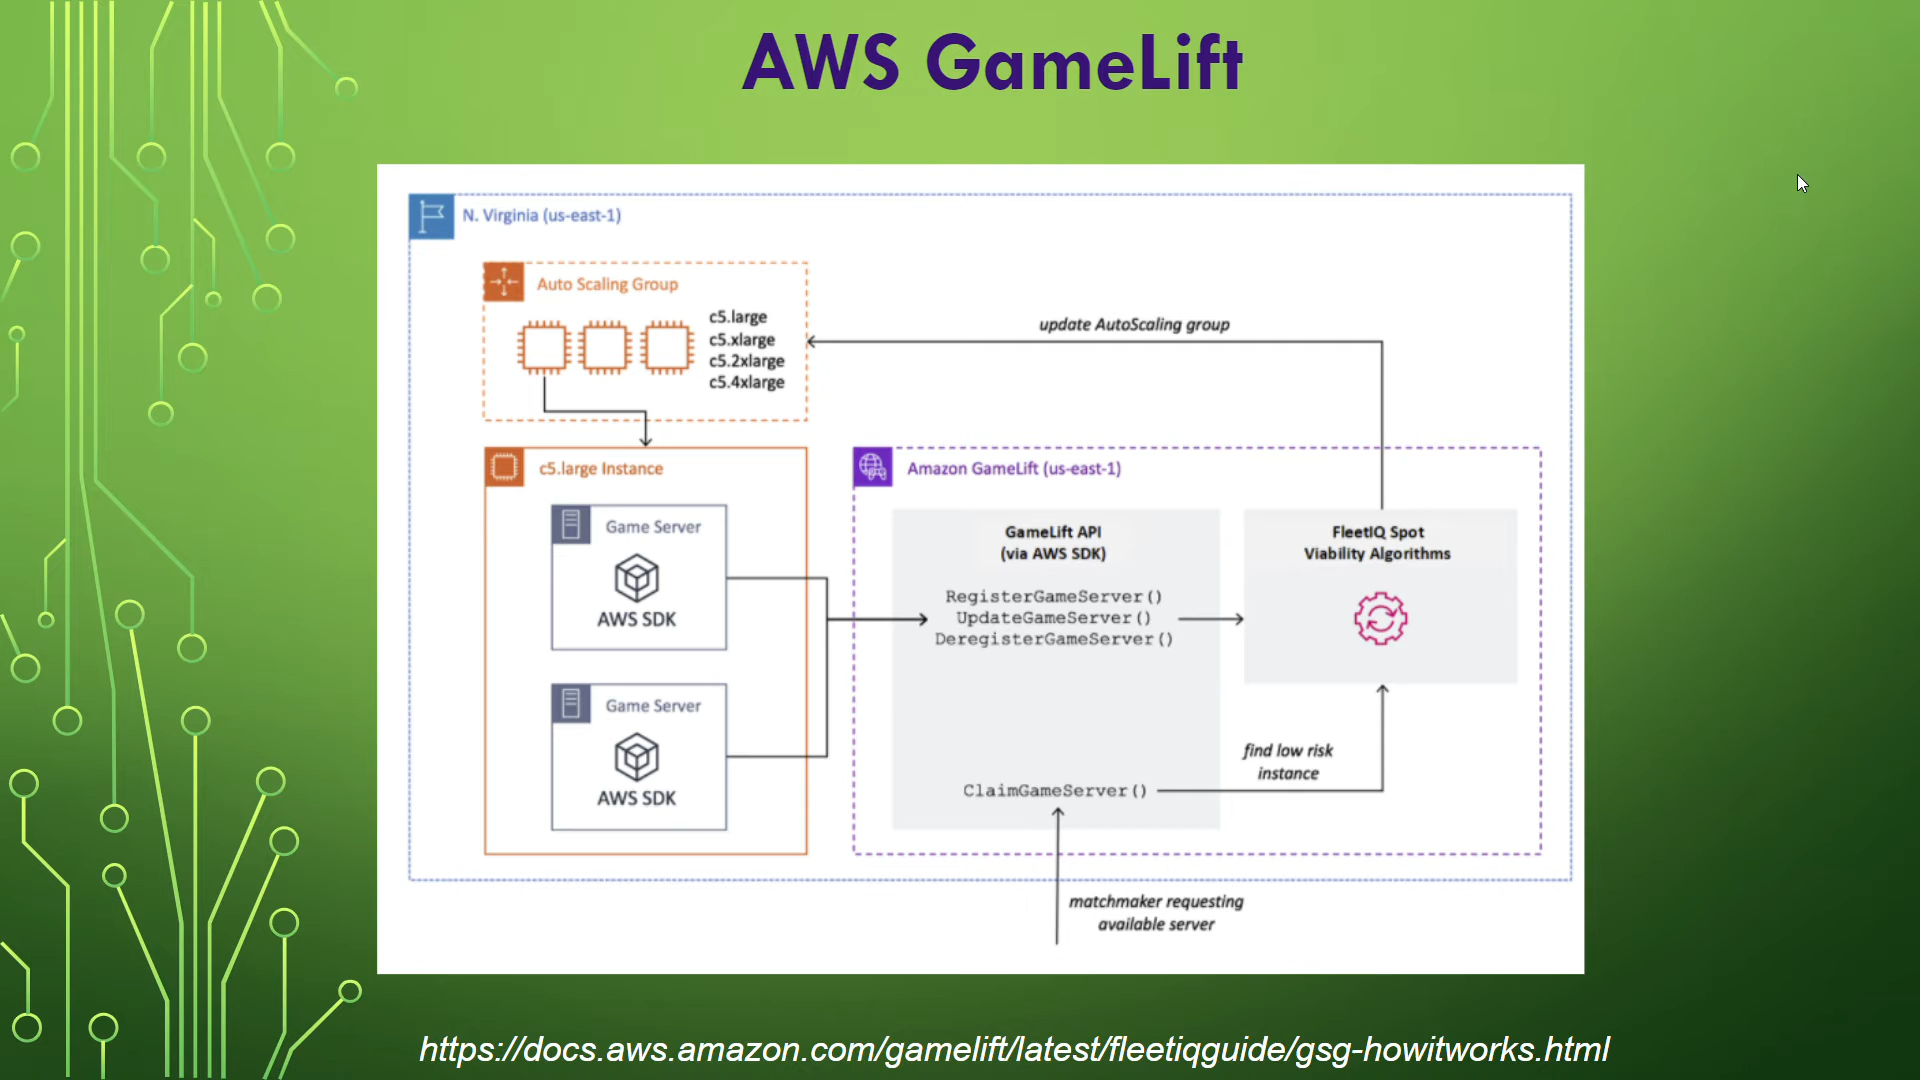 AWS GameLift
N. Virginia (us-east-1)
Auto Scaling Group
c5.large
c5.xlarge
c5.2xlarge
c5.4xlarge
update AutoScaling group
c5.large Instance
Game Server
AWS SDK
Game Server
AWS SDK
Amazon GameLift (us-east-1)
GameLift API
(via AWS SDK)
RegisterGameServer()
UpdateGameServer()
DeregisterGameServer()
ClaimGameServer()
FleetIQ Spot
Viability Algorithms
find low risk
instance
matchmaker requesting
available server
https://docs.aws.amazon.com/gamelift/latest/fleetiqguide/gsg-howitworks.html